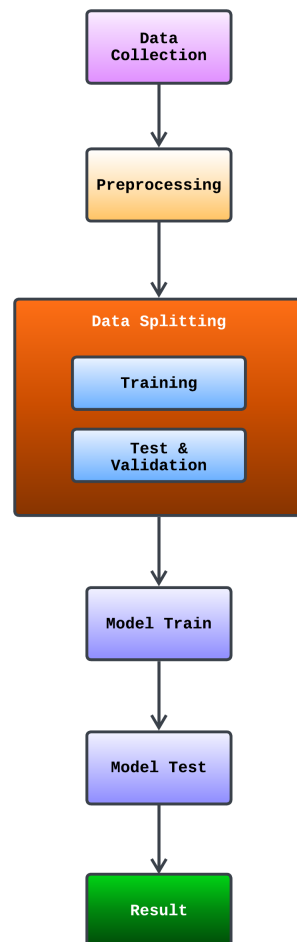 Data
Collection
Preprocessing
Data Splitting
Training
Test &
Validation
Model Train
Model Test
Result